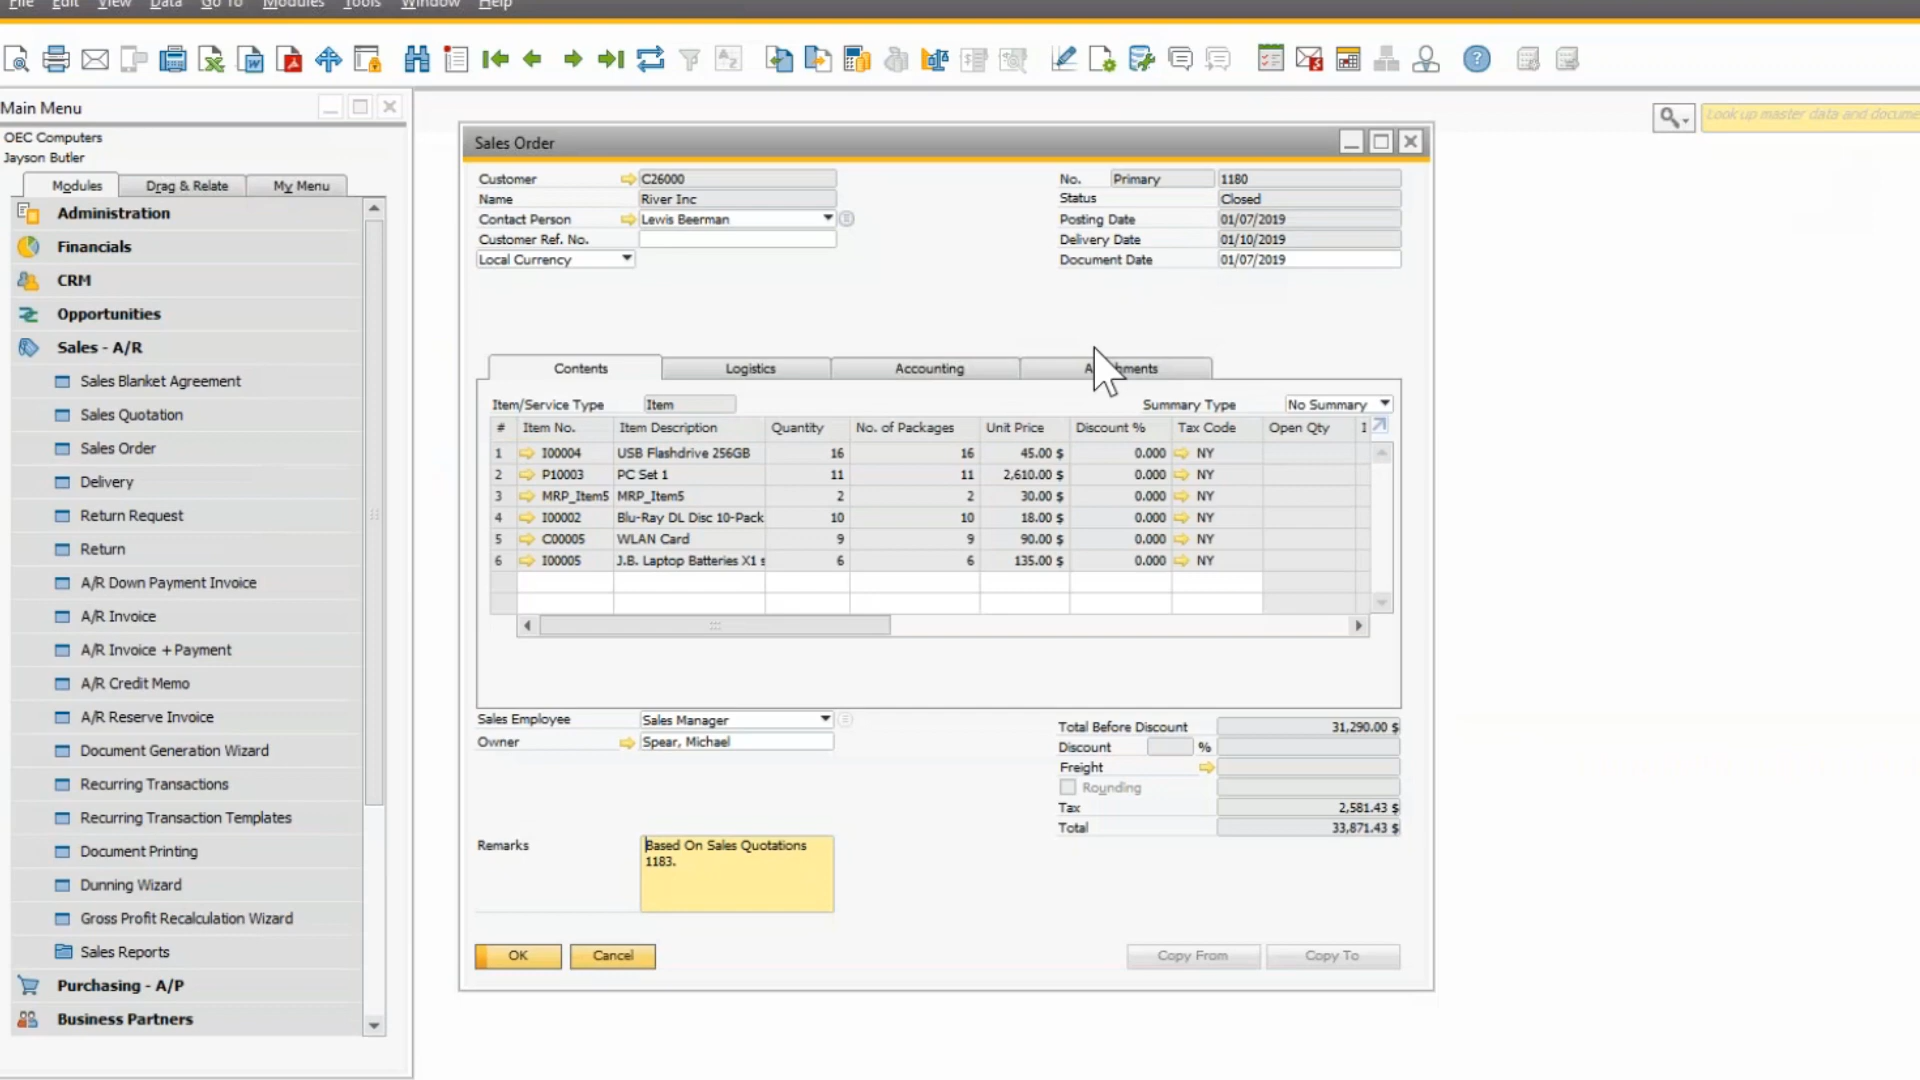 File Edit View Data Go To Modules Tools Window Help
Main Menu
OEC Computers
Jayson Butler
Modules Drag & Relate My Menu
Administration
Financials
CRM
Opportunities
Sales - A/R
Sales Blanket Agreement
Sales Quotation
Sales Order
Delivery
Return Request
Return
A/R Down Payment Invoice
A/R Invoice
A/R Invoice + Payment
A/R Credit Memo
A/R Reserve Invoice
Document Generation Wizard
Recurring Transactions
Recurring Transaction Templates
Document Printing
Dunning Wizard
Gross Profit Recalculation Wizard
Sales Reports
Purchasing - A/P
Business Partners
Look up master data and docume
Sales Order
Customer C26000
Name River Inc
Contact Person Lewis Beerman
Customer Ref. No.
Local Currency
No. Primary 1180
Status Closed
Posting Date 01/07/2019
Delivery Date 01/10/2019
Document Date 01/07/2019
Contents Logistics Accounting
Item/Service Type Item Summary Type No Summary
# Item No. Item Description Quantity No. of Packages Unit Price Discount % Tax Code Open Qty I
1 I00004 USB Flashdrive 256GB 16 16 45.00 $ 0.000 NY
2 P10003 PC Set 1 11 11 2,610.00 $ 0.000 NY
3 MRP_Item5 MRP_Item5 2 2 30.00 $ 0.000 NY
4 I00002 Blu-Ray DL Disc 10-Pack 10 10 18.00 $ 0.000 NY
5 C00005 WLAN Card 9 9 90.00 $ 0.000 NY
6 I00005 J.B. Laptop Batteries X1 s 6 6 135.00 $ 0.000 NY
Sales Employee Sales Manager
Owner Spear, Michael
Total Before Discount 31,290.00 $
Discount %
Freight
Rounding
Tax 2,581.43 $
Total 33,871.43 $
Remarks Based On Sales Quotations
1183.
OK Cancel Copy From Copy To